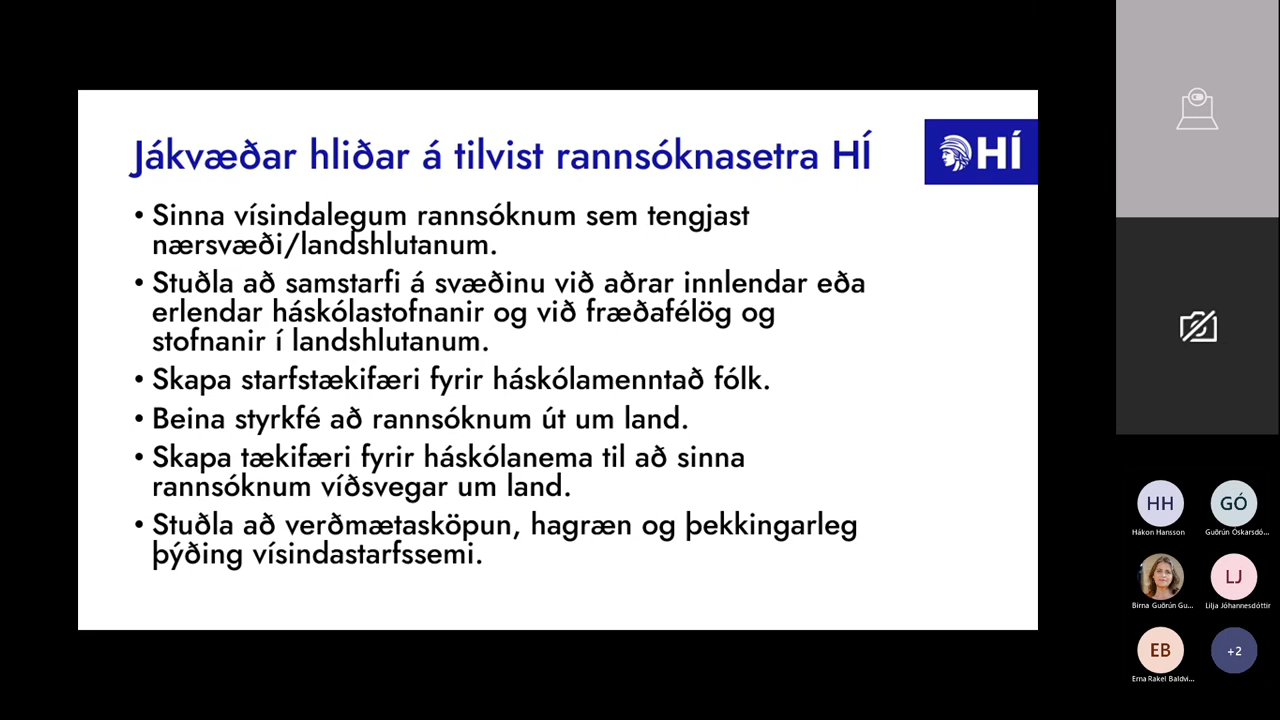 Jákvæðar hliðar á tilvist rannsóknasetra HÍ
HÍ
• Sinna vísindalegum rannsóknum sem tengjast
nærsvæði/landshlutanum.
• Stuðla að samstarfi á svæðinu við aðrar innlendar eða
erlendar háskólastofnanir og við fræðafélög og
stofnanir í landshlutanum.
• Skapa starfstækifæri fyrir háskólamenntað fólk.
• Beina styrkfé að rannsóknum út um land.
• Skapa tækifæri fyrir háskólanema til að sinna
rannsóknum víðsvegar um land.
• Stuðla að verðmætasköpun, hagræn og þekkingarleg
þýðing vísindastarfssemi.
HH
GÓ
Hákon Hansson
Guðrún Óskarsdó...
LJ
Birna Guðrún Gu...
Lilja Jóhannesdóttir
EB
+2
Erna Rakel Baldvi...